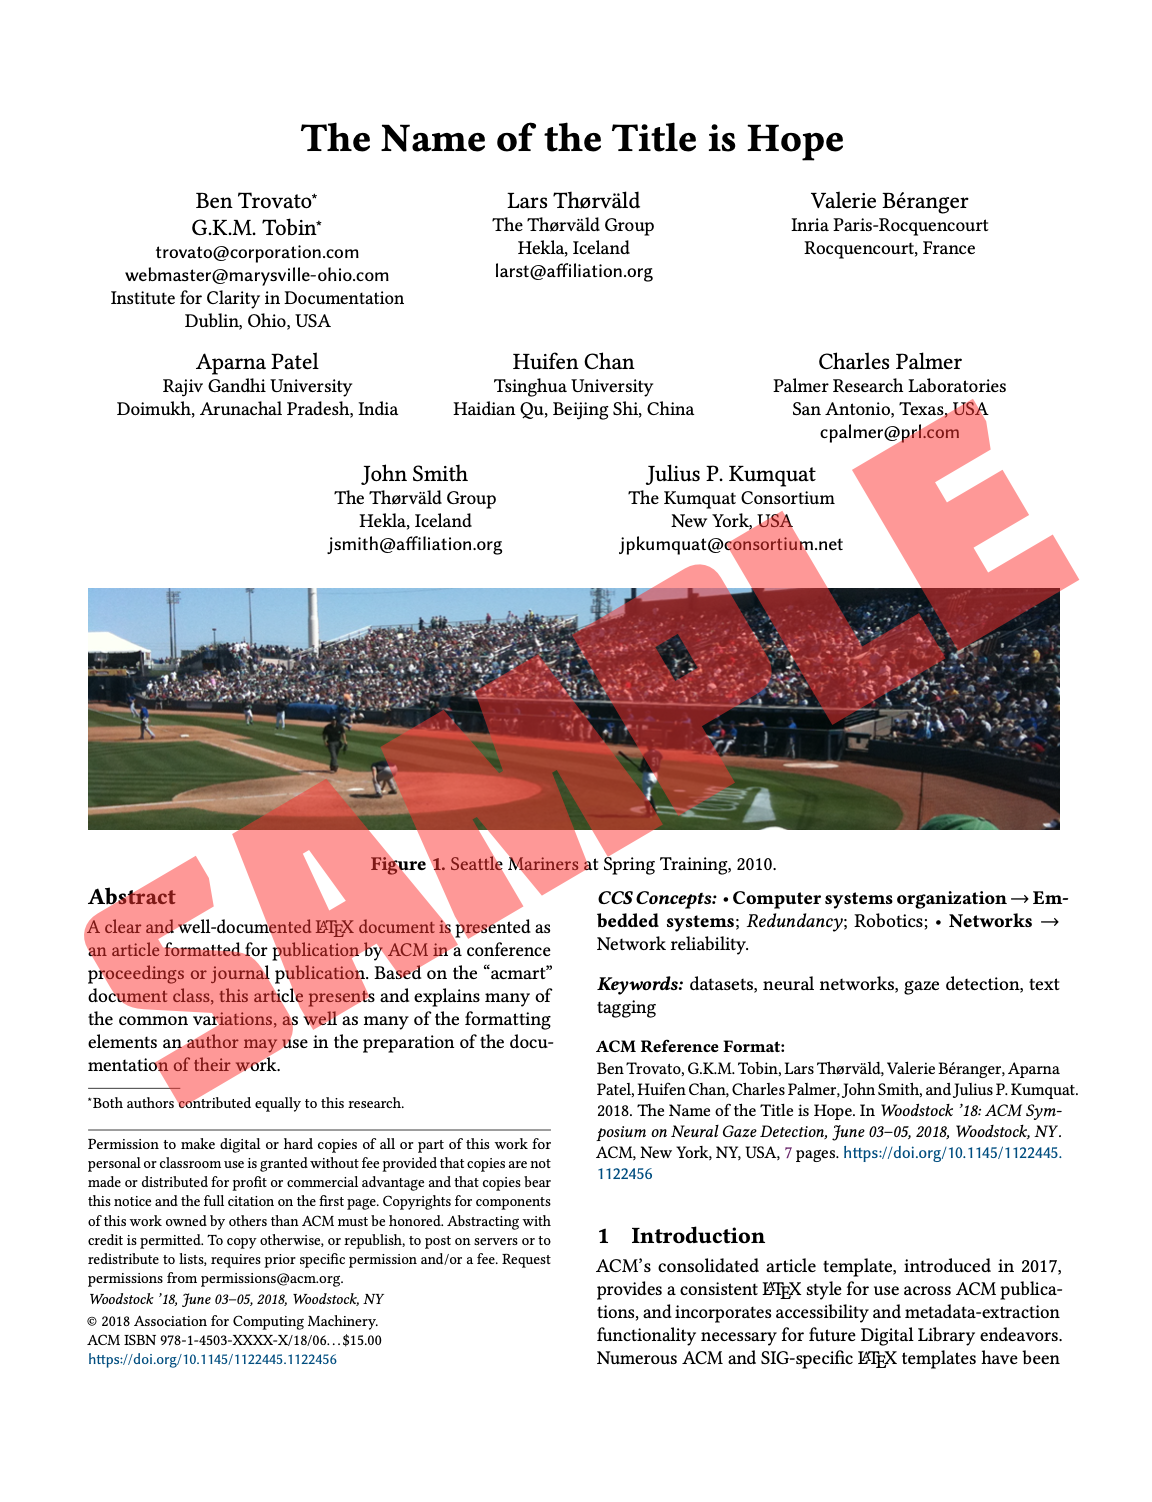 The Name of the Title is Hope
Ben Trovato*
G.K.M. Tobin*
trovato@corporation.com
webmaster@marysville-ohio.com
Institute for Clarity in Documentation
Dublin, Ohio, USA
Lars Thørväld
The Thørväld Group
Hekla, Iceland
larst@affiliation.org
Valerie Béranger
Inria Paris-Rocquencourt
Rocquencourt, France
Aparna Patel
Rajiv Gandhi University
Doimukh, Arunachal Pradesh, India
Huifen Chan
Tsinghua University
Haidian Qu, Beijing Shi, China
Charles Palmer
Palmer Research Laboratories
San Antonio, Texas, USA
cpalmer@prl.com
John Smith
The Thørväld Group
Hekla, Iceland
jsmith@affiliation.org
Julius P. Kumquat
The Kumquat Consortium
New York, USA
jpkumquat@consortium.net
SAMPLE
Figure 1. Seattle Mariners at Spring Training, 2010.
Abstract
A clear and well-documented LATEX document is presented as
an article formatted for publication by ACM in a conference
proceedings or journal publication. Based on the “acmart”
document class, this article presents and explains many of
the common variations, as well as many of the formatting
elements an author may use in the preparation of the docu-
mentation of their work.
*Both authors contributed equally to this research.
Permission to make digital or hard copies of all or part of this work for
personal or classroom use is granted without fee provided that copies are not
made or distributed for profit or commercial advantage and that copies bear
this notice and the full citation on the first page. Copyrights for components
of this work owned by others than ACM must be honored. Abstracting with
credit is permitted. To copy otherwise, or republish, to post on servers or to
redistribute to lists, requires prior specific permission and/or a fee. Request
permissions from permissions@acm.org.
Woodstock ’18, June 03–05, 2018, Woodstock, NY
© 2018 Association for Computing Machinery.
ACM ISBN 978-1-4503-XXXX-X/18/06…$15.00
https://doi.org/10.1145/1122445.1122456
CCS Concepts: • Computer systems organization → Em-
bedded systems; Redundancy; Robotics; • Networks →
Network reliability.
Keywords: datasets, neural networks, gaze detection, text
tagging
ACM Reference Format:
Ben Trovato, G.K.M. Tobin, Lars Thørväld, Valerie Béranger, Aparna
Patel, Huifen Chan, Charles Palmer, John Smith, and Julius P. Kumquat.
2018. The Name of the Title is Hope. In Woodstock ’18: ACM Sym-
posium on Neural Gaze Detection, June 03–05, 2018, Woodstock, NY.
ACM, New York, NY, USA, 7 pages. https://doi.org/10.1145/1122445.
1122456
1 Introduction
ACM’s consolidated article template, introduced in 2017,
provides a consistent LATEX style for use across ACM publica-
tions, and incorporates accessibility and metadata-extraction
functionality necessary for future Digital Library endeavors.
Numerous ACM and SIG-specific LATEX templates have been